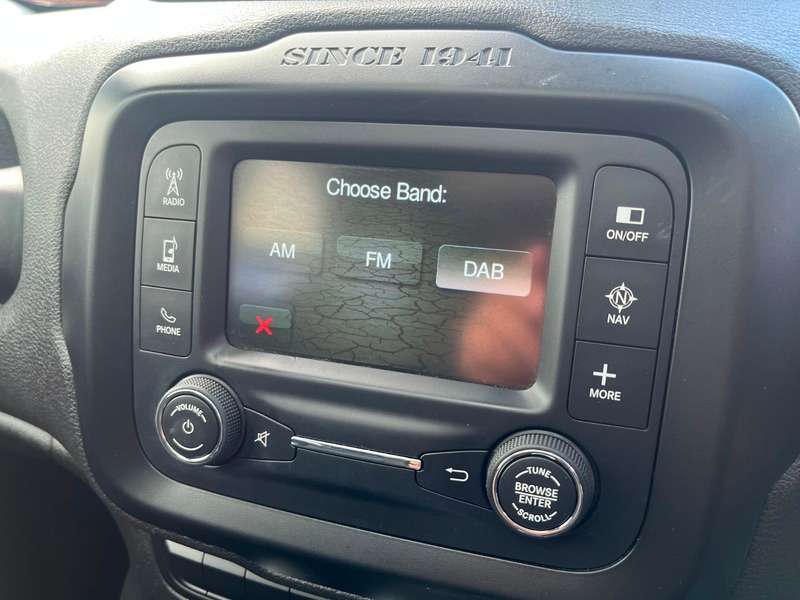 SINCE 1941
RADIO
MEDIA
PHONE
Choose Band:
AM
FM
DAB
ON/OFF
N
NAV
MORE
VOLUME
TUNE
BROWSE
ENTER
SCROLL